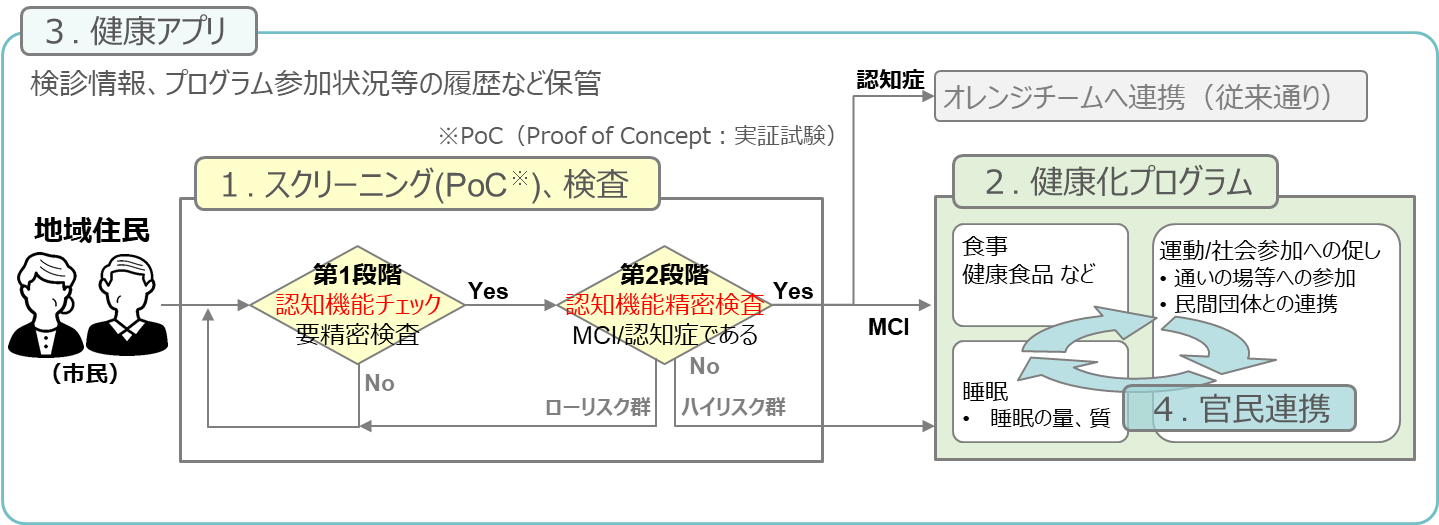 ３. 健康アプリ
検診情報、プログラム参加状況等の履歴など保管
認知症
オレンジチームへ連携（従来通り）
※PoC（Proof of Concept：実証試験）
１. スクリーニング(PoC※)、検査
２. 健康化プログラム
地域住民
（市民）
第1段階
認知機能チェック
要精密検査
Yes
No
第2段階
認知機能精密検査
MCI/認知症である
Yes
No
MCI
ローリスク群
ハイリスク群
食事
健康食品 など
運動/社会参加への促し
• 通いの場等への参加
• 民間団体との連携
睡眠
• 睡眠の量、質
４. 官民連携